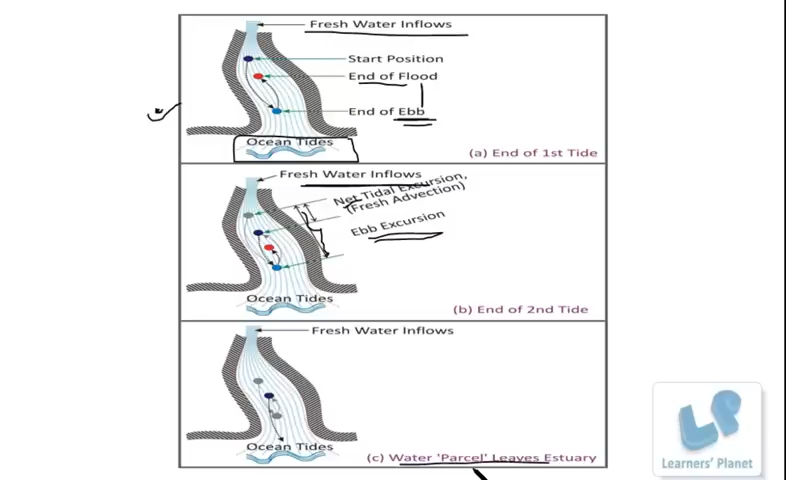 Fresh Water Inflows
Start Position
End of Flood
End of Ebb
Ocean Tides
(a) End of 1st Tide
Fresh Water Inflows
Net Tidal Excursion,
(Fresh Advection)
Ebb Excursion
Ocean Tides
(b) End of 2nd Tide
Fresh Water Inflows
Ocean Tides
(c) Water 'Parcel' Leaves Estuary
LP
Learners' Planet